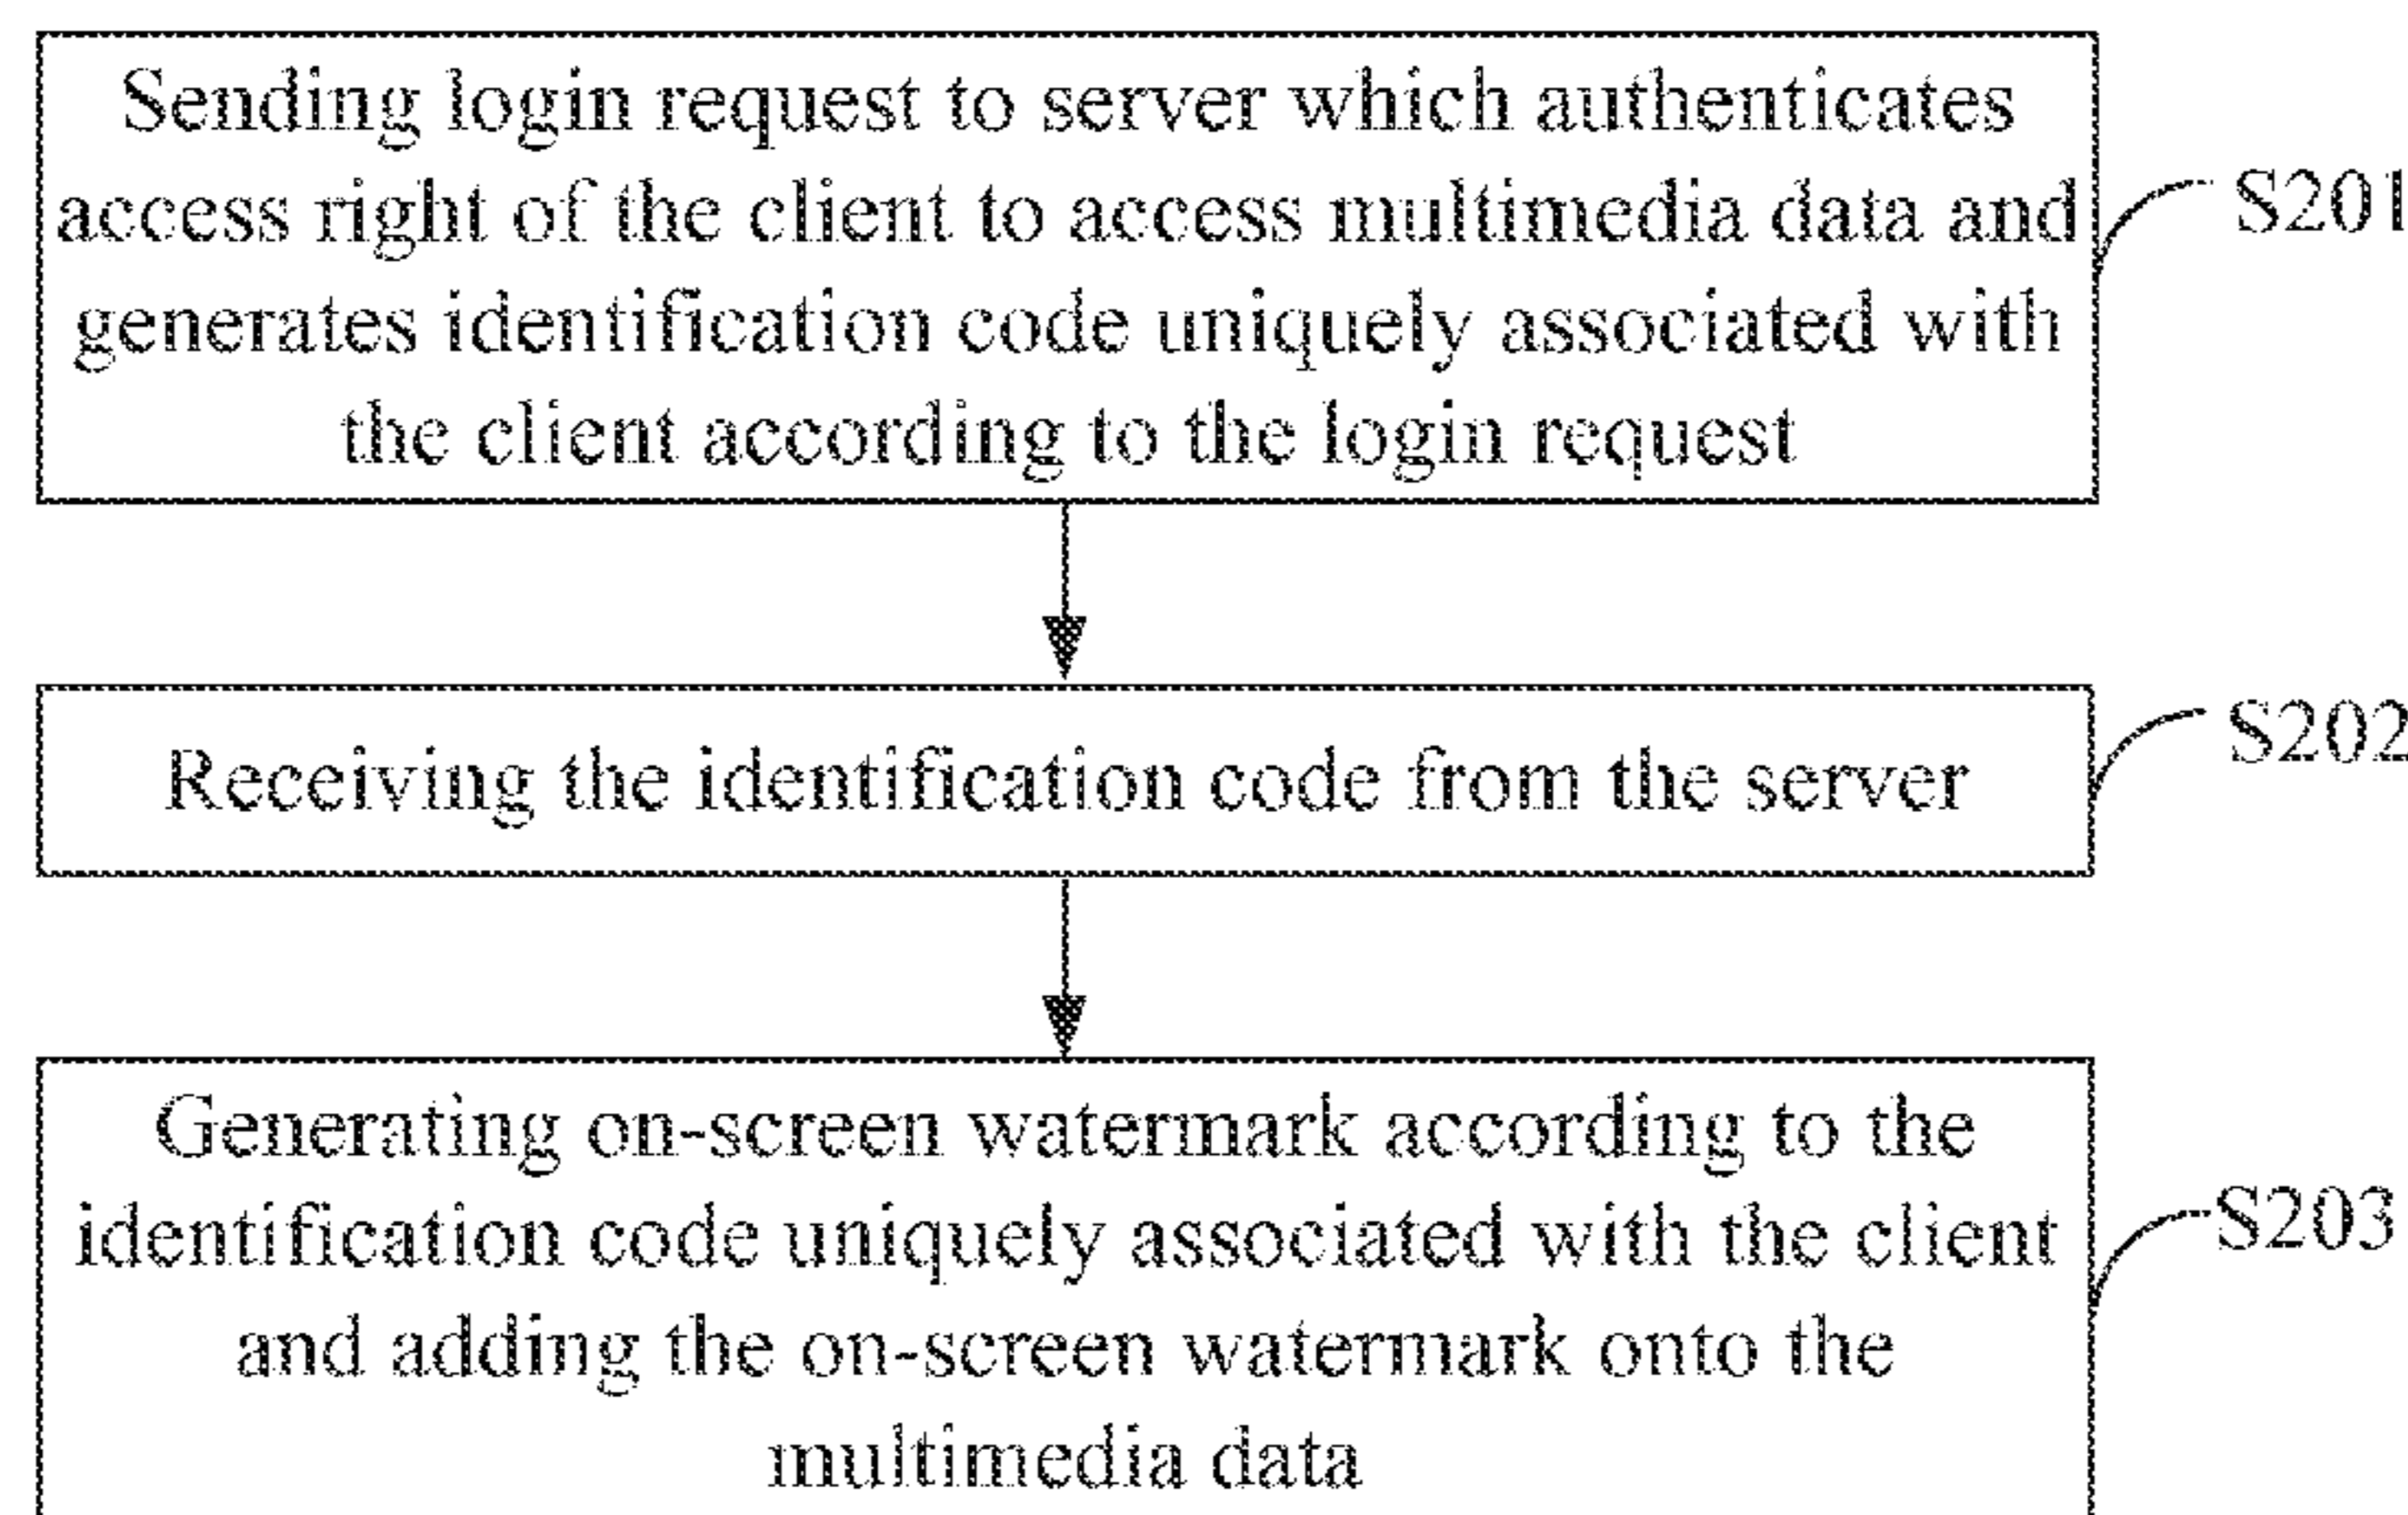 Sending login request to server which authenticates
access right of the client to access multimedia data and
generates identification code uniquely associated with
the client according to the login request
S201
Receiving the identification code from the server
S202
Generating on-screen watermark according to the
identification code uniquely associated with the client
and adding the on-screen watermark onto the
multimedia data
S203